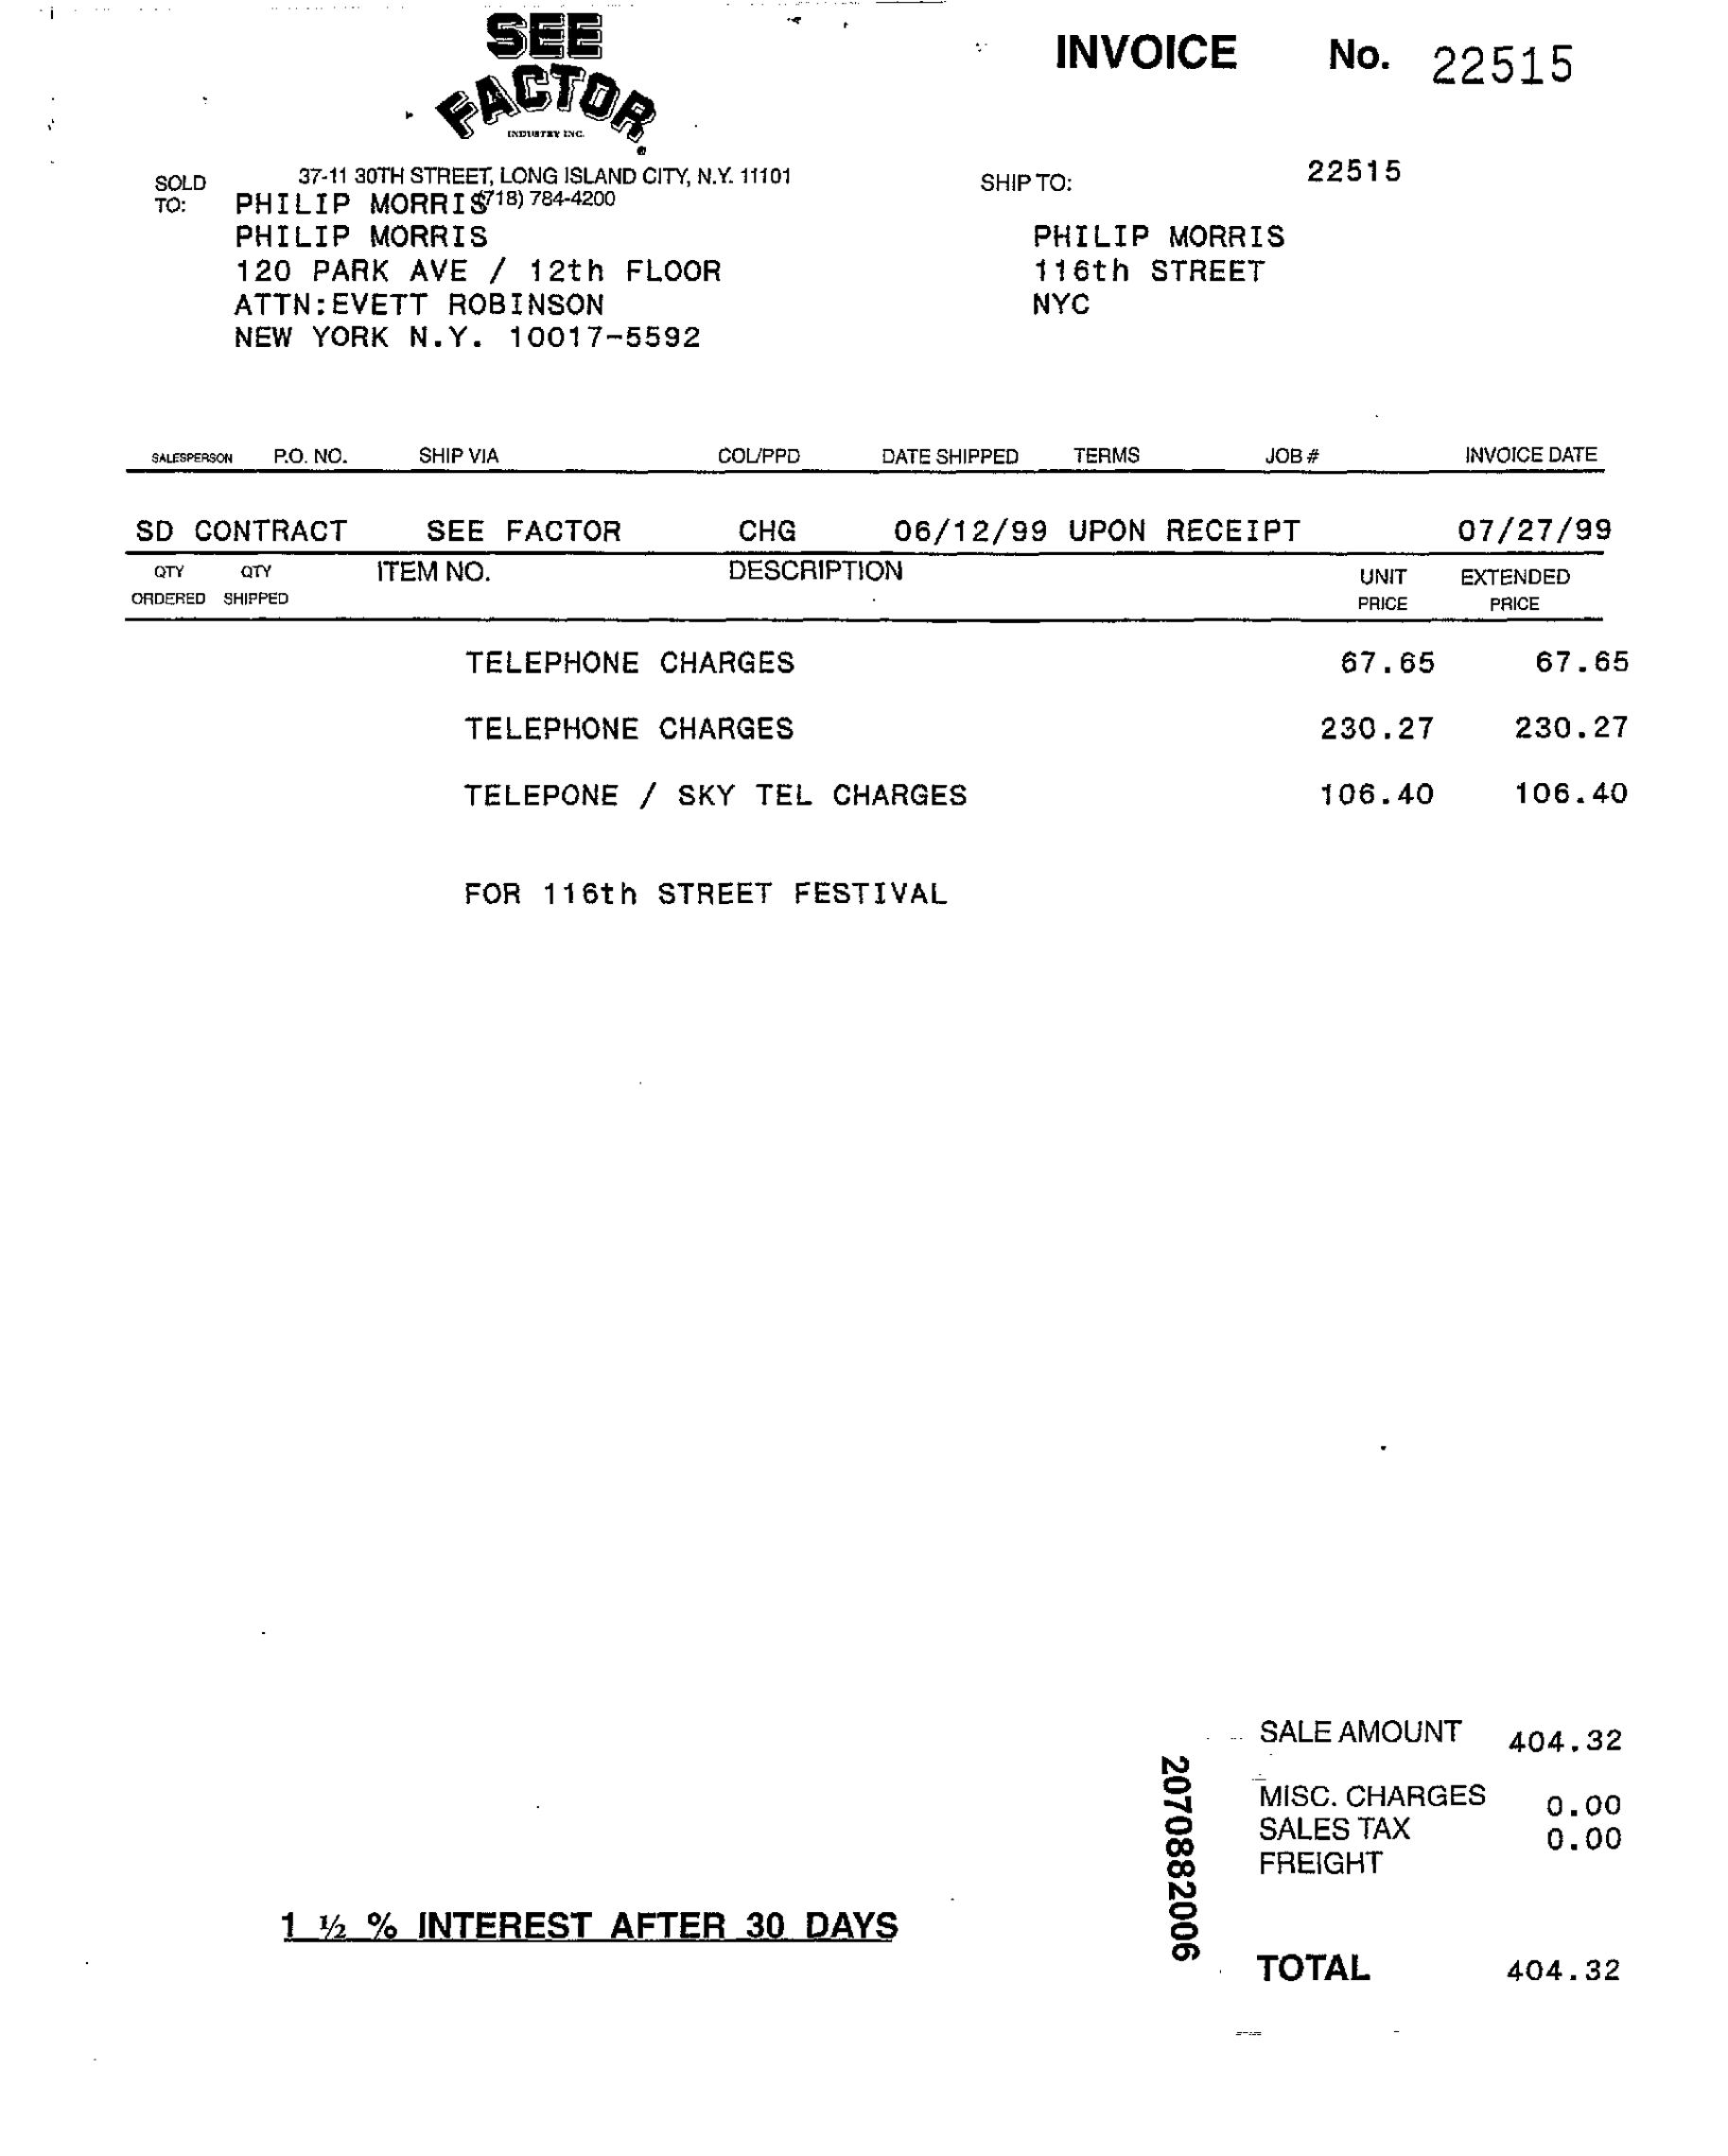 SEE
FACTOR
INDUSTRY INC.
INVOICE No. 22515
37-11 30TH STREET, LONG ISLAND CITY, N.Y. 11101
(718) 784-4200
SOLD TO:
PHILIP MORRIS
PHILIP MORRIS
120 PARK AVE / 12th FLOOR
ATTN:EVETT ROBINSON
NEW YORK N.Y. 10017-5592
SHIP TO: 22515
PHILIP MORRIS
116th STREET
NYC
SALESPERSON P.O. NO. SHIP VIA COL/PPD DATE SHIPPED TERMS JOB # INVOICE DATE
SD CONTRACT SEE FACTOR CHG 06/12/99 UPON RECEIPT 07/27/99
QTY ORDERED QTY SHIPPED ITEM NO. DESCRIPTION UNIT PRICE EXTENDED PRICE
TELEPHONE CHARGES 67.65 67.65
TELEPHONE CHARGES 230.27 230.27
TELEPONE / SKY TEL CHARGES 106.40 106.40
FOR 116th STREET FESTIVAL
SALE AMOUNT 404.32
MISC. CHARGES 0.00
SALES TAX 0.00
FREIGHT
1 ½ % INTEREST AFTER 30 DAYS
TOTAL 404.32
2070882006